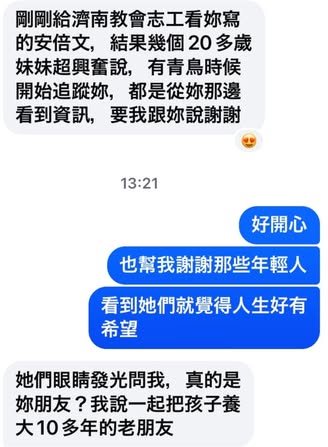 剛剛給濟南教會志工看妳寫
的安倍文，結果幾個20多歲
妹妹超興奮說，有青鳥時候
開始追蹤妳，都是從妳那邊
看到資訊，要我跟妳說謝謝
13:21
好開心
也幫我謝謝那些年輕人
看到她們就覺得人生好有
希望
她們眼睛發光問我，真的是
妳朋友？我說一起把孩子養
大10多年的老朋友